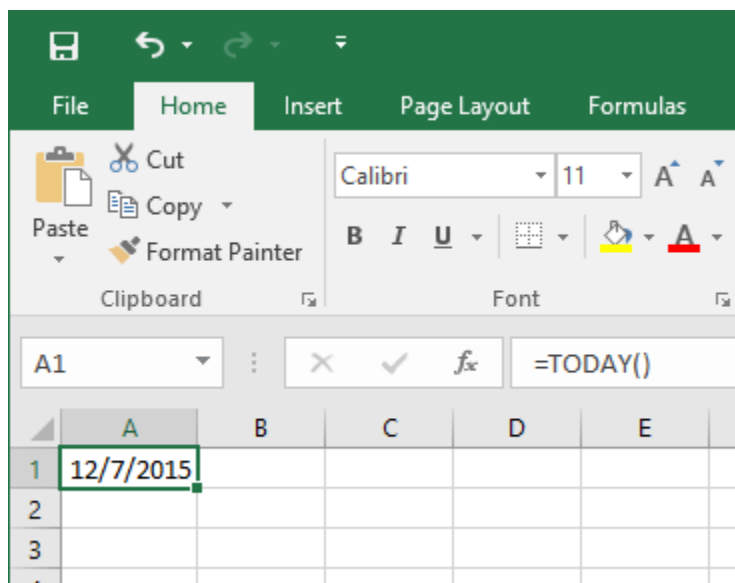 File Home Insert Page Layout Formulas
Cut
Copy
Paste
Format Painter
Clipboard
Calibri 11 A A
B I U A
Font
A1 fx =TODAY()
A B C D E
1 12/7/2015
2
3